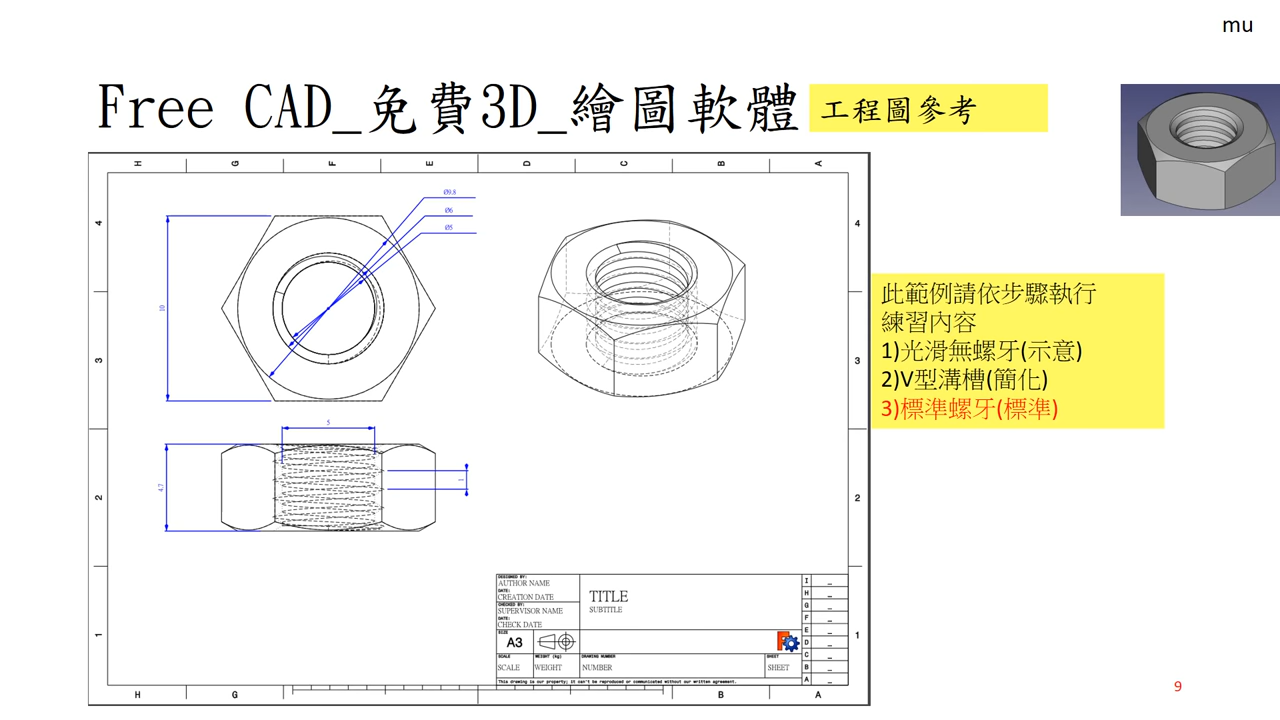 mu
Free CAD_免費3D_繪圖軟體
工程圖參考
H G F E D C B A
4 4
Ø9.8
Ø6
Ø5
10
此範例請依步驟執行
練習內容
1)光滑無螺牙(示意)
2)V型溝槽(簡化)
3)標準螺牙(標準)
3 3
5
4.7
1
2 2
DESIGNED BY:
AUTHOR NAME
DATE:
CREATION DATE
CHECKED BY:
SUPERVISOR NAME
DATE:
CHECK DATE
TITLE
SUBTITLE
I _
H _
G _
F _
E _
D _
C _
B _
A _
1 1
SIZE
A3
SCALE
SCALE
WEIGHT (kg)
WEIGHT
DRAWING NUMBER
NUMBER
SHEET
SHEET
This drawing is our property; it can't be reproduced or communicated without our written agreement.
H G B A
9